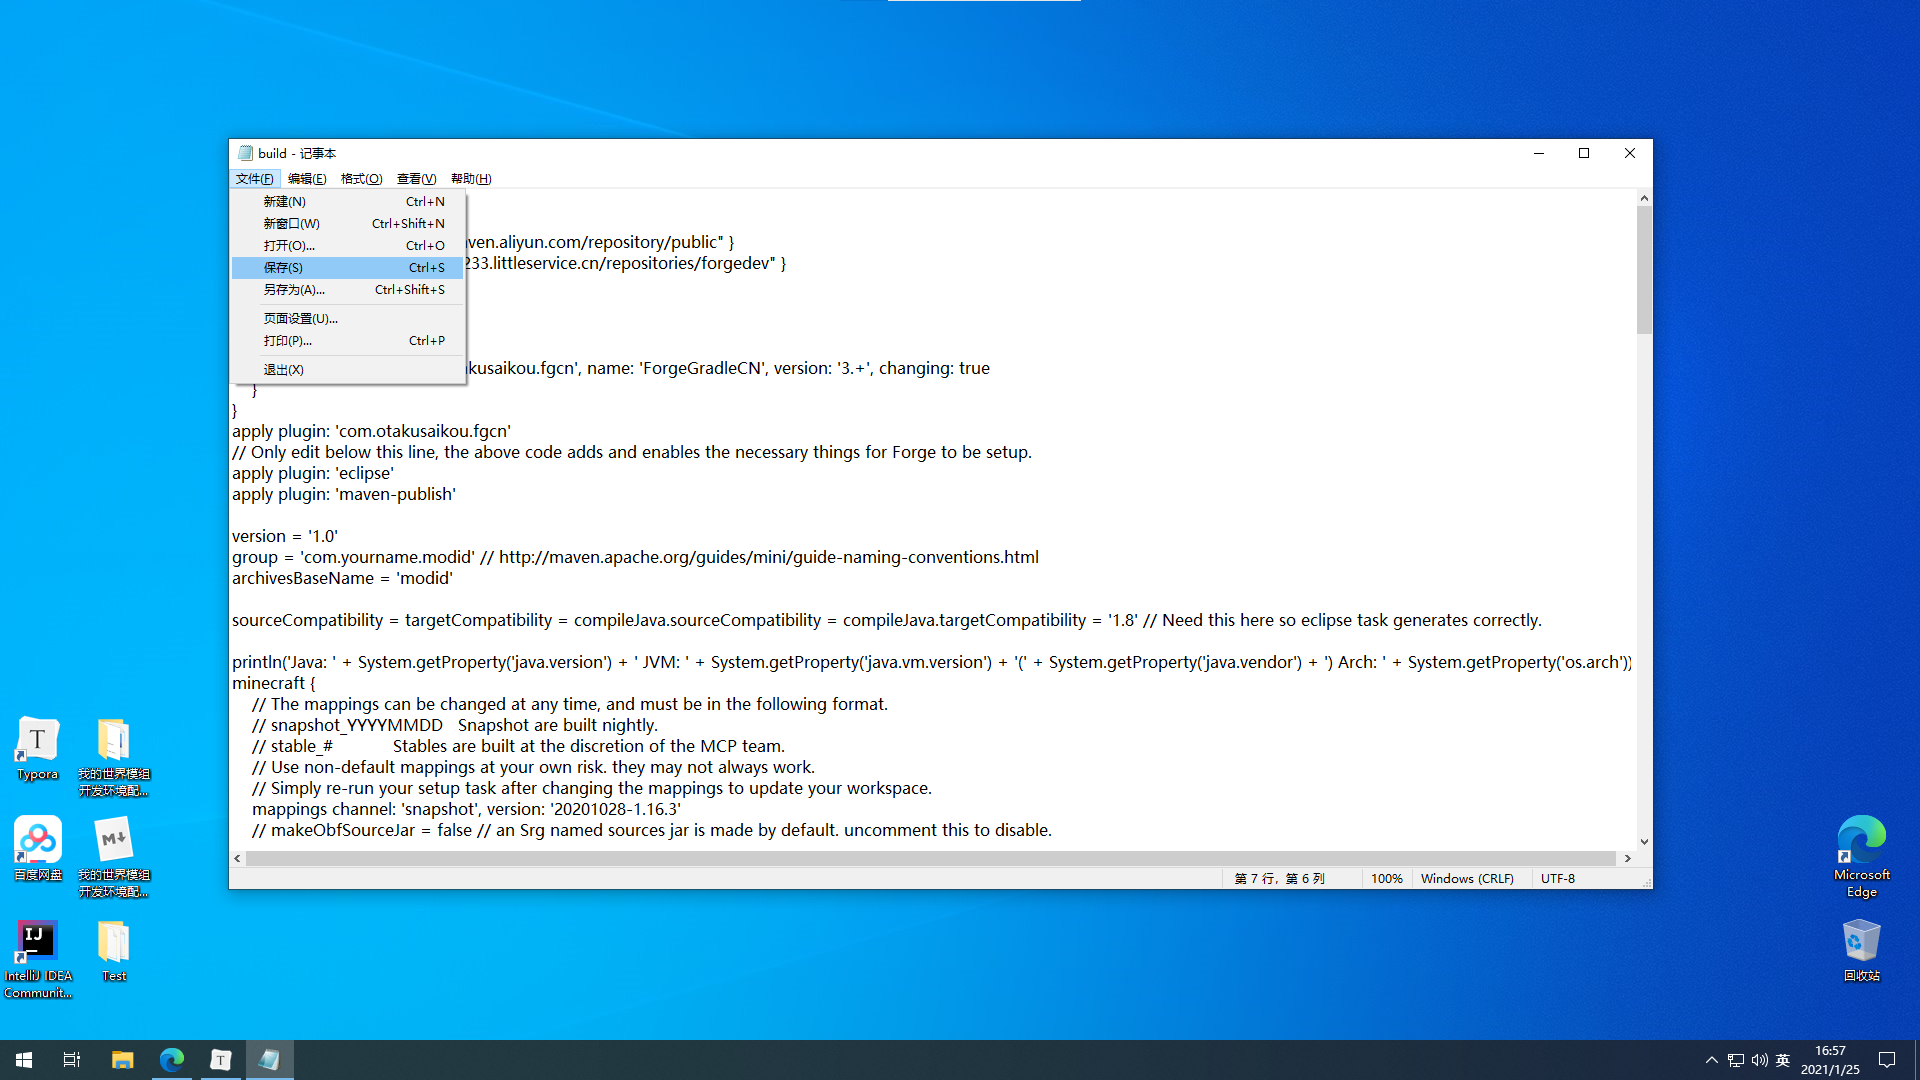 build - 记事本
文件(F) 编辑(E) 格式(O) 查看(V) 帮助(H)
新建(N) Ctrl+N
新窗口(W) Ctrl+Shift+N
打开(O)... Ctrl+O
保存(S) Ctrl+S
另存为(A)... Ctrl+Shift+S
页面设置(U)...
打印(P)... Ctrl+P
退出(X)
ven.aliyun.com/repository/public" }
233.littleservice.cn/repositories/forgedev" }
kusaikou.fgcn', name: 'ForgeGradleCN', version: '3.+', changing: true
}
}
apply plugin: 'com.otakusaikou.fgcn'
// Only edit below this line, the above code adds and enables the necessary things for Forge to be setup.
apply plugin: 'eclipse'
apply plugin: 'maven-publish'
version = '1.0'
group = 'com.yourname.modid' // http://maven.apache.org/guides/mini/guide-naming-conventions.html
archivesBaseName = 'modid'
sourceCompatibility = targetCompatibility = compileJava.sourceCompatibility = compileJava.targetCompatibility = '1.8' // Need this here so eclipse task generates correctly.
println('Java: ' + System.getProperty('java.version') + ' JVM: ' + System.getProperty('java.vm.version') + '(' + System.getProperty('java.vendor') + ') Arch: ' + System.getProperty('os.arch'))
minecraft {
// The mappings can be changed at any time, and must be in the following format.
// snapshot_YYYYMMDD Snapshot are built nightly.
// stable_# Stables are built at the discretion of the MCP team.
// Use non-default mappings at your own risk. they may not always work.
// Simply re-run your setup task after changing the mappings to update your workspace.
mappings channel: 'snapshot', version: '20201028-1.16.3'
// makeObfSourceJar = false // an Srg named sources jar is made by default. uncomment this to disable.
第 7 行，第 6 列 100% Windows (CRLF) UTF-8
T
Typora
我的世界模组
开发环境配...
百度网盘
M
我的世界模组
开发环境配...
IJ
IntelliJ IDEA
Communit...
Test
Microsoft
Edge
回收站
T
英
16:57
2021/1/25